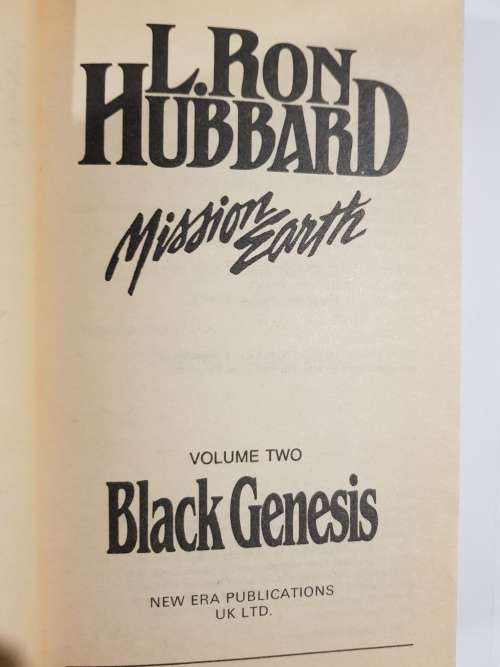 L. RON
HUBBARD
Mission
Earth
VOLUME TWO
Black Genesis
NEW ERA PUBLICATIONS
UK LTD.